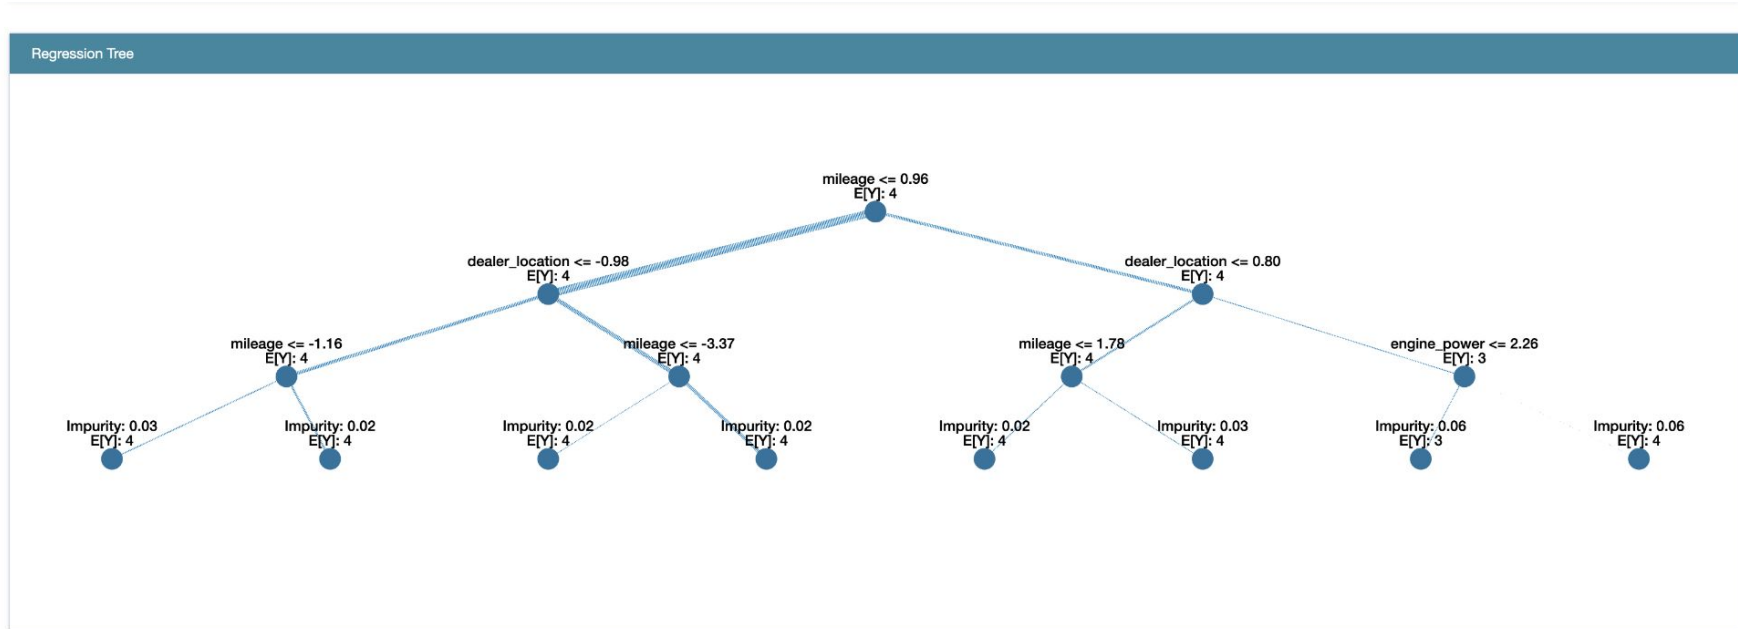 Regression Tree
mileage <= 0.96
E[Y]: 4
dealer_location <= -0.98
E[Y]: 4
dealer_location <= 0.80
E[Y]: 4
mileage <= -1.16
E[Y]: 4
mileage <= -3.37
E[Y]: 4
mileage <= 1.78
E[Y]: 4
engine_power <= 2.26
E[Y]: 3
Impurity: 0.03
E[Y]: 4
Impurity: 0.02
E[Y]: 4
Impurity: 0.02
E[Y]: 4
Impurity: 0.02
E[Y]: 4
Impurity: 0.02
E[Y]: 4
Impurity: 0.03
E[Y]: 4
Impurity: 0.06
E[Y]: 3
Impurity: 0.06
E[Y]: 4